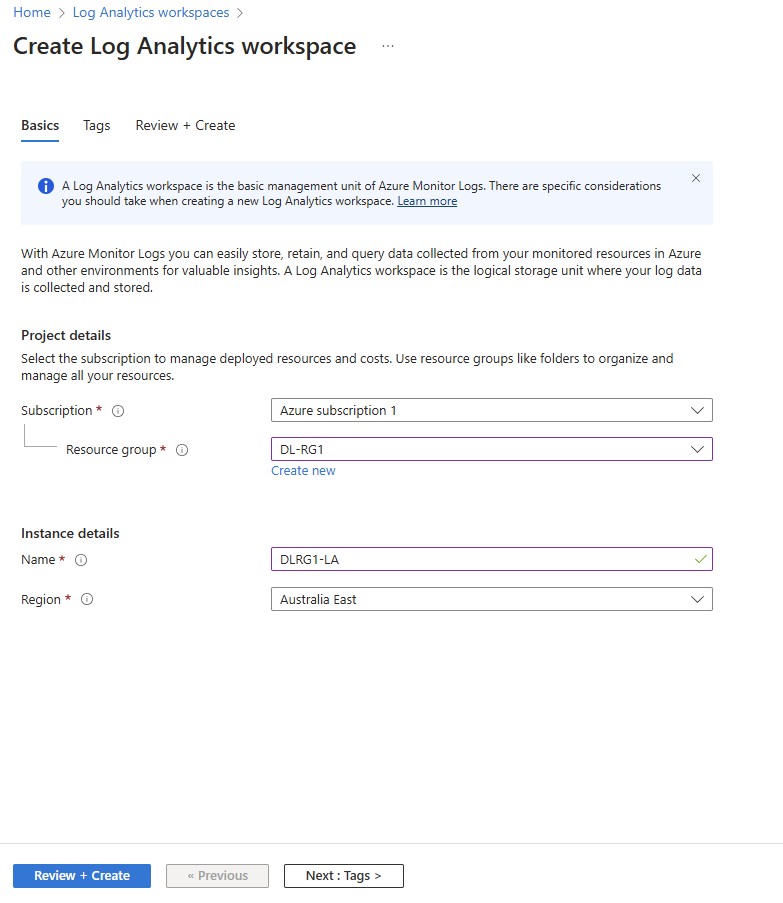 Home > Log Analytics workspaces >
Create Log Analytics workspace ...
Basics Tags Review + Create
A Log Analytics workspace is the basic management unit of Azure Monitor Logs. There are specific considerations
you should take when creating a new Log Analytics workspace. Learn more
With Azure Monitor Logs you can easily store, retain, and query data collected from your monitored resources in Azure
and other environments for valuable insights. A Log Analytics workspace is the logical storage unit where your log data
is collected and stored.
Project details
Select the subscription to manage deployed resources and costs. Use resource groups like folders to organize and
manage all your resources.
Subscription * Azure subscription 1
Resource group * DL-RG1
Create new
Instance details
Name * DLRG1-LA
Region * Australia East
Review + Create « Previous Next : Tags >